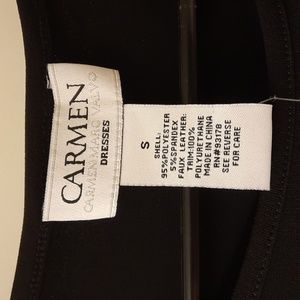 CARMEN
CARMEN MARC VALVO
DRESSES
S
SHELL:
95%POLYESTER
5%SPANDEX
FAUX LEATHER:
TRIM:100%
POLYURETHANE
MADE IN CHINA
RN#93178
SEE REVERSE
FOR CARE